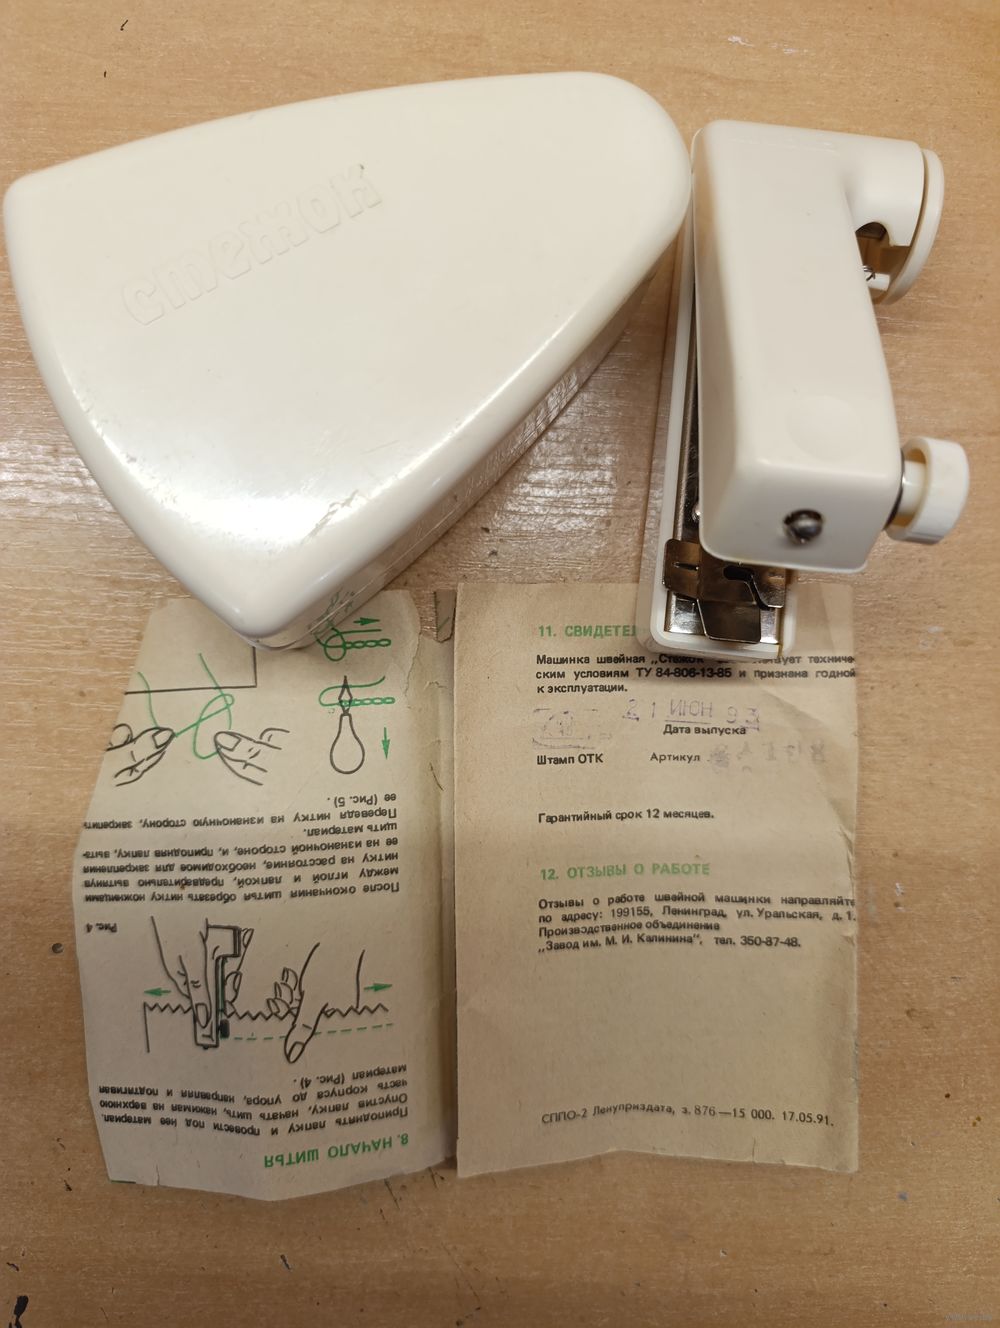 стежок
11. СВИДЕТЕЛ
Машинка швейная „Стежок" технич
ским условиям ТУ 84-806-13-85 и признана годной
к эксплуатации.
21 ИЮН 93
Дата выпуска
Штамп ОТК Артикул
Гарантийный срок 12 месяцев.
12. ОТЗЫВЫ О РАБОТЕ
Отзывы о работе швейной машинки направляйте
по адресу: 199155, Ленинград, ул. Уральская, д. 1.
Производственное объединение
„Завод им. М. И. Калинина", тел. 350-87-48.
СППО-2 Ленуприздата, з. 876—15 000. 17.05.91.
8. НАЧАЛО ШИТЬЯ
Приподнять лапку и провести под нее материал.
Опустив лапку, начать шить, нажимая на верхнюю
часть корпуса до упора, направляя и подтягивая
материал (Рис. 4).
Рис. 4
После окончания шитья обрезать нитку ножницами
между иглой и лапкой, предварительно вытянув
нитку на расстояние, необходимое для закрепления
ее на изнаночной стороне, и, приподняв лапку, выта-
щить материал.
Переведя нитку на изнаночную сторону, закрепить
ее (Рис. 5).